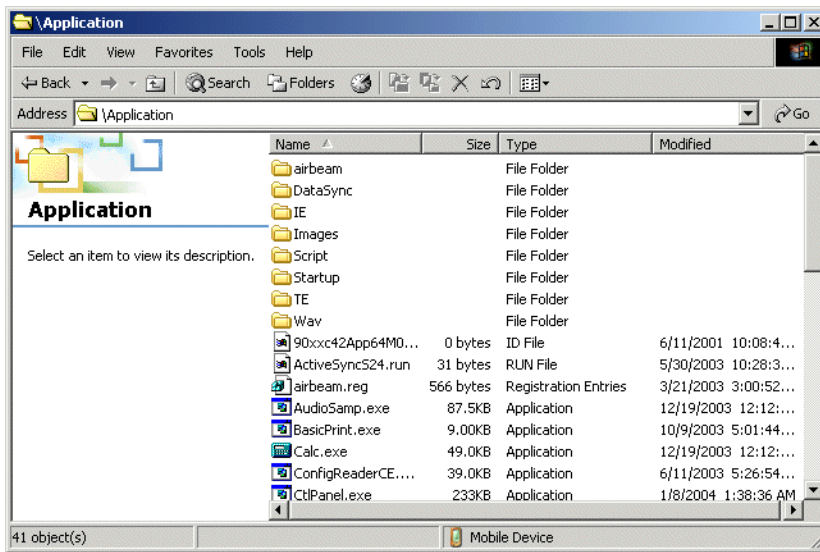 \Application
File Edit View Favorites Tools Help
Back Search Folders
Address \Application Go
Name Size Type Modified
airbeam File Folder
DataSync File Folder
Application
IE File Folder
Images File Folder
Select an item to view its description.
Script File Folder
Startup File Folder
TE File Folder
Wav File Folder
90xxc42App64M0... 0 bytes ID File 6/11/2001 10:08:4...
ActiveSyncS24.run 31 bytes RUN File 5/30/2003 10:28:3...
airbeam.reg 566 bytes Registration Entries 3/21/2003 3:00:52...
AudioSamp.exe 87.5KB Application 12/19/2003 12:12:...
BasicPrint.exe 9.00KB Application 10/9/2003 5:01:44...
Calc.exe 49.0KB Application 12/19/2003 12:12:...
ConfigReaderCE.... 39.0KB Application 6/11/2003 5:26:54...
CtlPanel.exe 233KB Application 1/8/2004 1:38:36 AM
41 object(s) Mobile Device